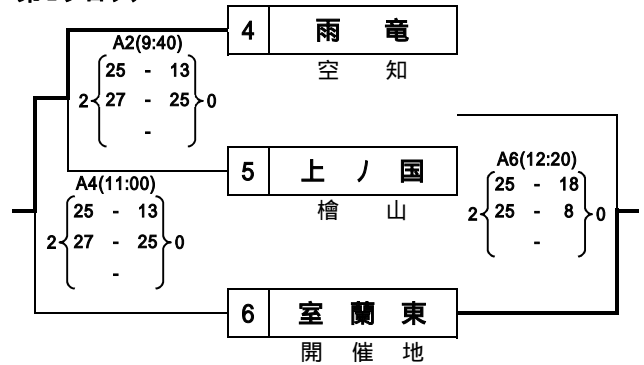 4 雨 竜
空 知
A2(9:40)
25 - 13
2 27 - 25 0
-
5 上 ノ 国
檜 山
A4(11:00)
25 - 13
2 27 - 25 0
-
A6(12:20)
25 - 18
2 25 - 8 0
-
6 室 蘭 東
開 催 地